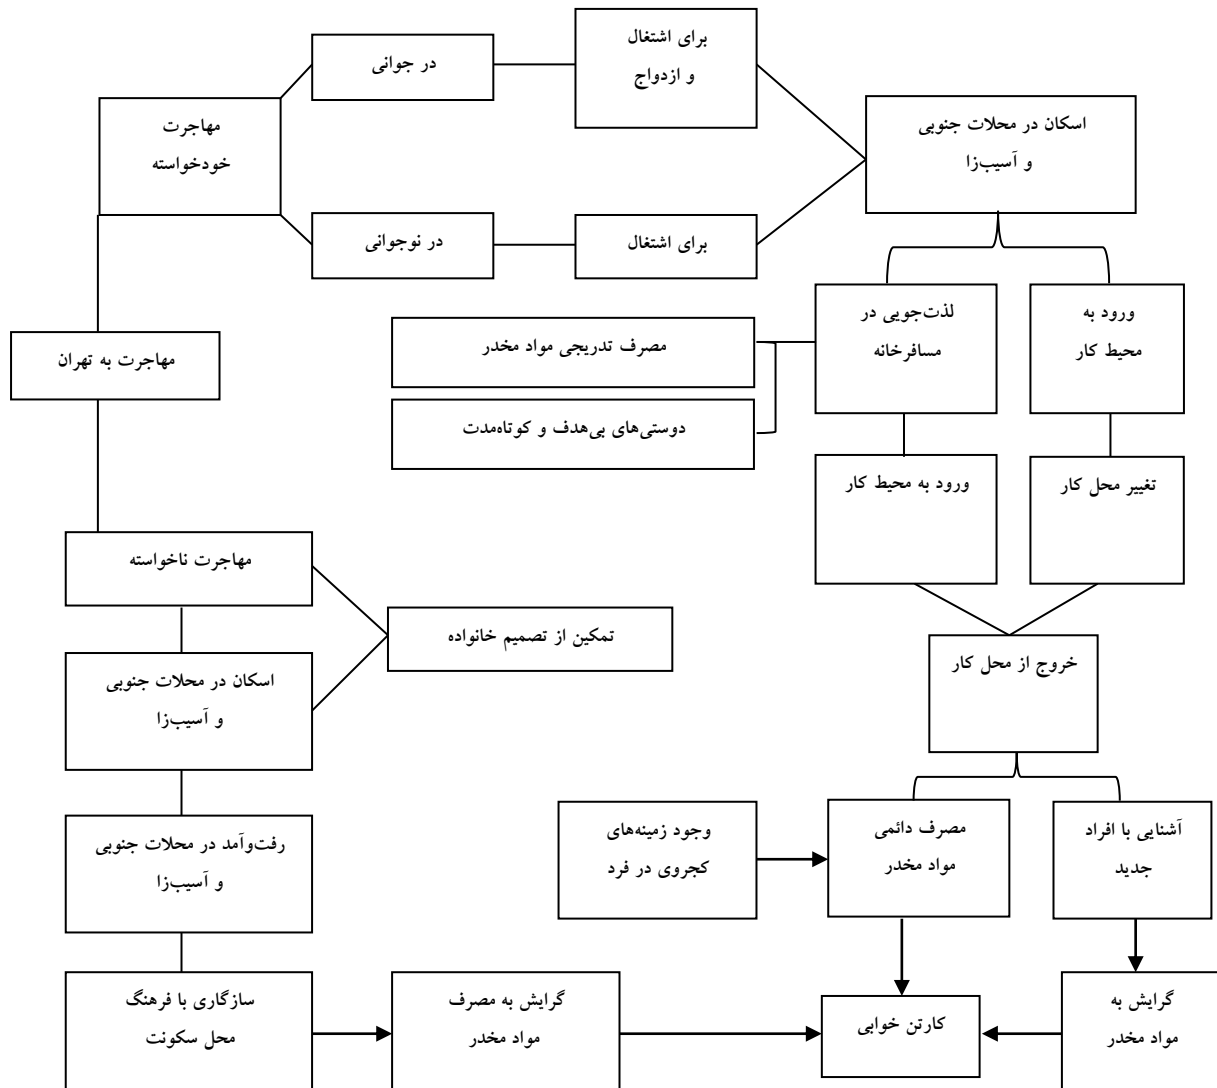 برای اشتغال
و ازدواج
در جوانی
مهاجرت
خودخواسته
اسکان در محلات جنوبی
و آسیب‌زا
در نوجوانی
برای اشتغال
لذت‌جویی در
مسافرخانه
ورود به
محیط کار
مهاجرت به تهران
مصرف تدریجی مواد مخدر
دوستی‌های بی‌هدف و کوتاه‌مدت
ورود به محیط کار
تغییر محل کار
مهاجرت ناخواسته
تمکین از تصمیم خانواده
خروج از محل کار
اسکان در محلات جنوبی
و آسیب‌زا
رفت‌وآمد در محلات جنوبی
و آسیب‌زا
وجود زمینه‌های
کجروی در فرد
مصرف دائمی
مواد مخدر
آشنایی با افراد
جدید
سازگاری با فرهنگ
محل سکونت
گرایش به مصرف
مواد مخدر
کارتن خوابی
گرایش به
مواد مخدر